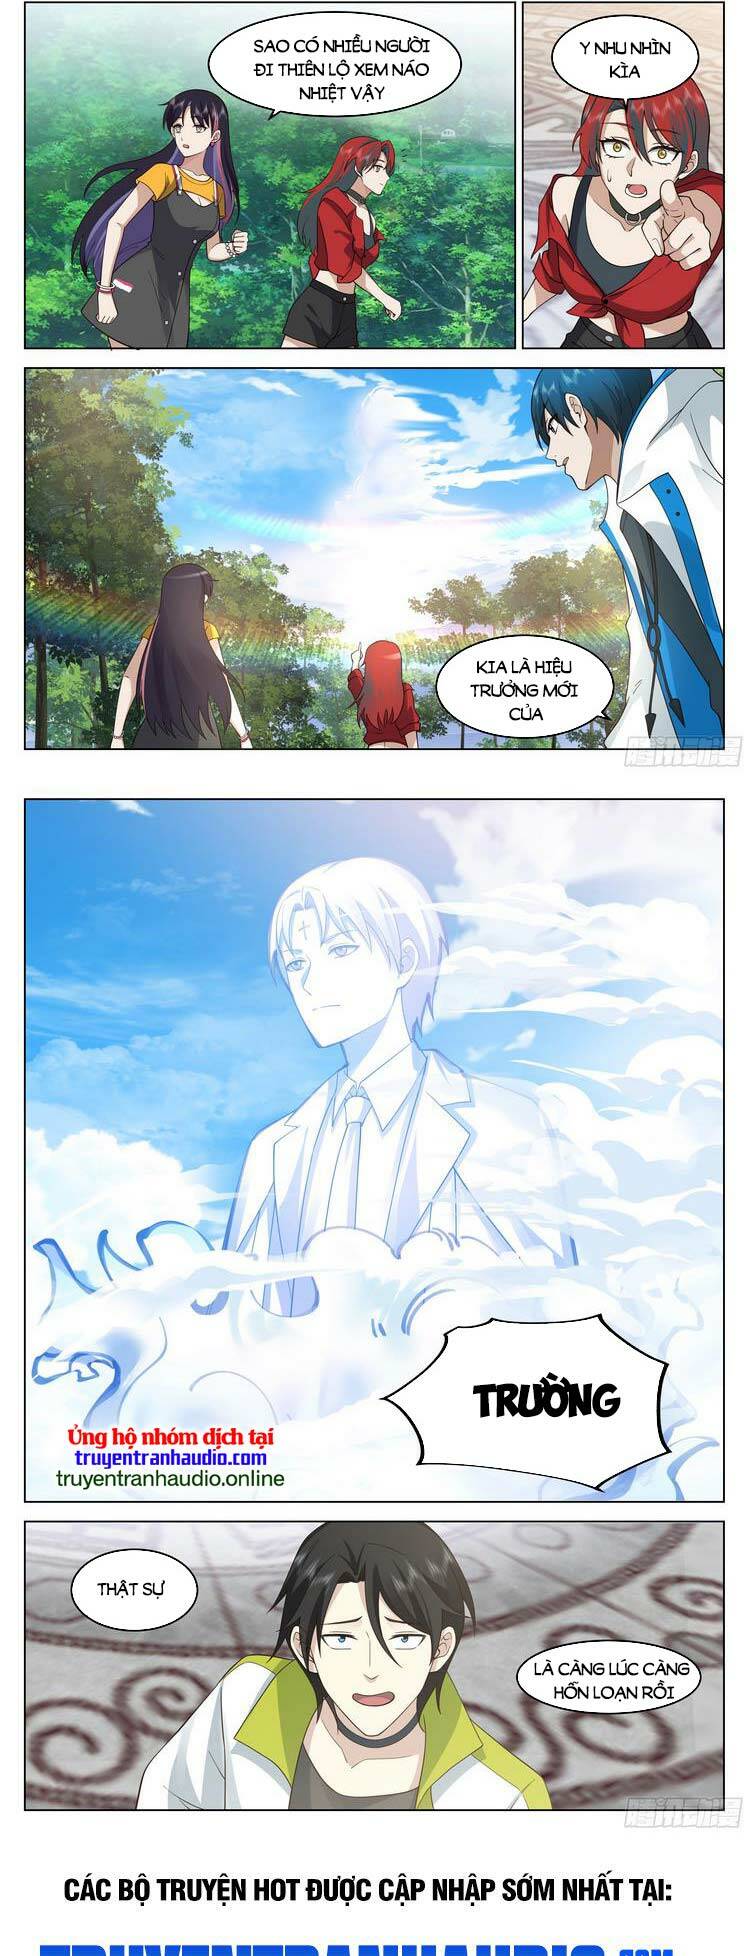 SAO CÓ NHIỀU NGƯỜI
ĐI THIÊN LỘ XEM NÁO
NHIỆT VẬY
Y NHU NHÌN
KÌA
KIA LÀ HIỆU
TRƯỞNG MỚI
CỦA
TRƯỜNG
Ủng hộ nhóm dịch tại
truyentranhaudio.com
truyentranhaudio.online
THẬT SỰ
LÀ CÀNG LÚC CÀNG
HỖN LOẠN RỒI
CÁC BỘ TRUYỆN HOT ĐƯỢC CẬP NHẬP SỚM NHẤT TẠI:
TRUYENTRANHAUDIO.COM